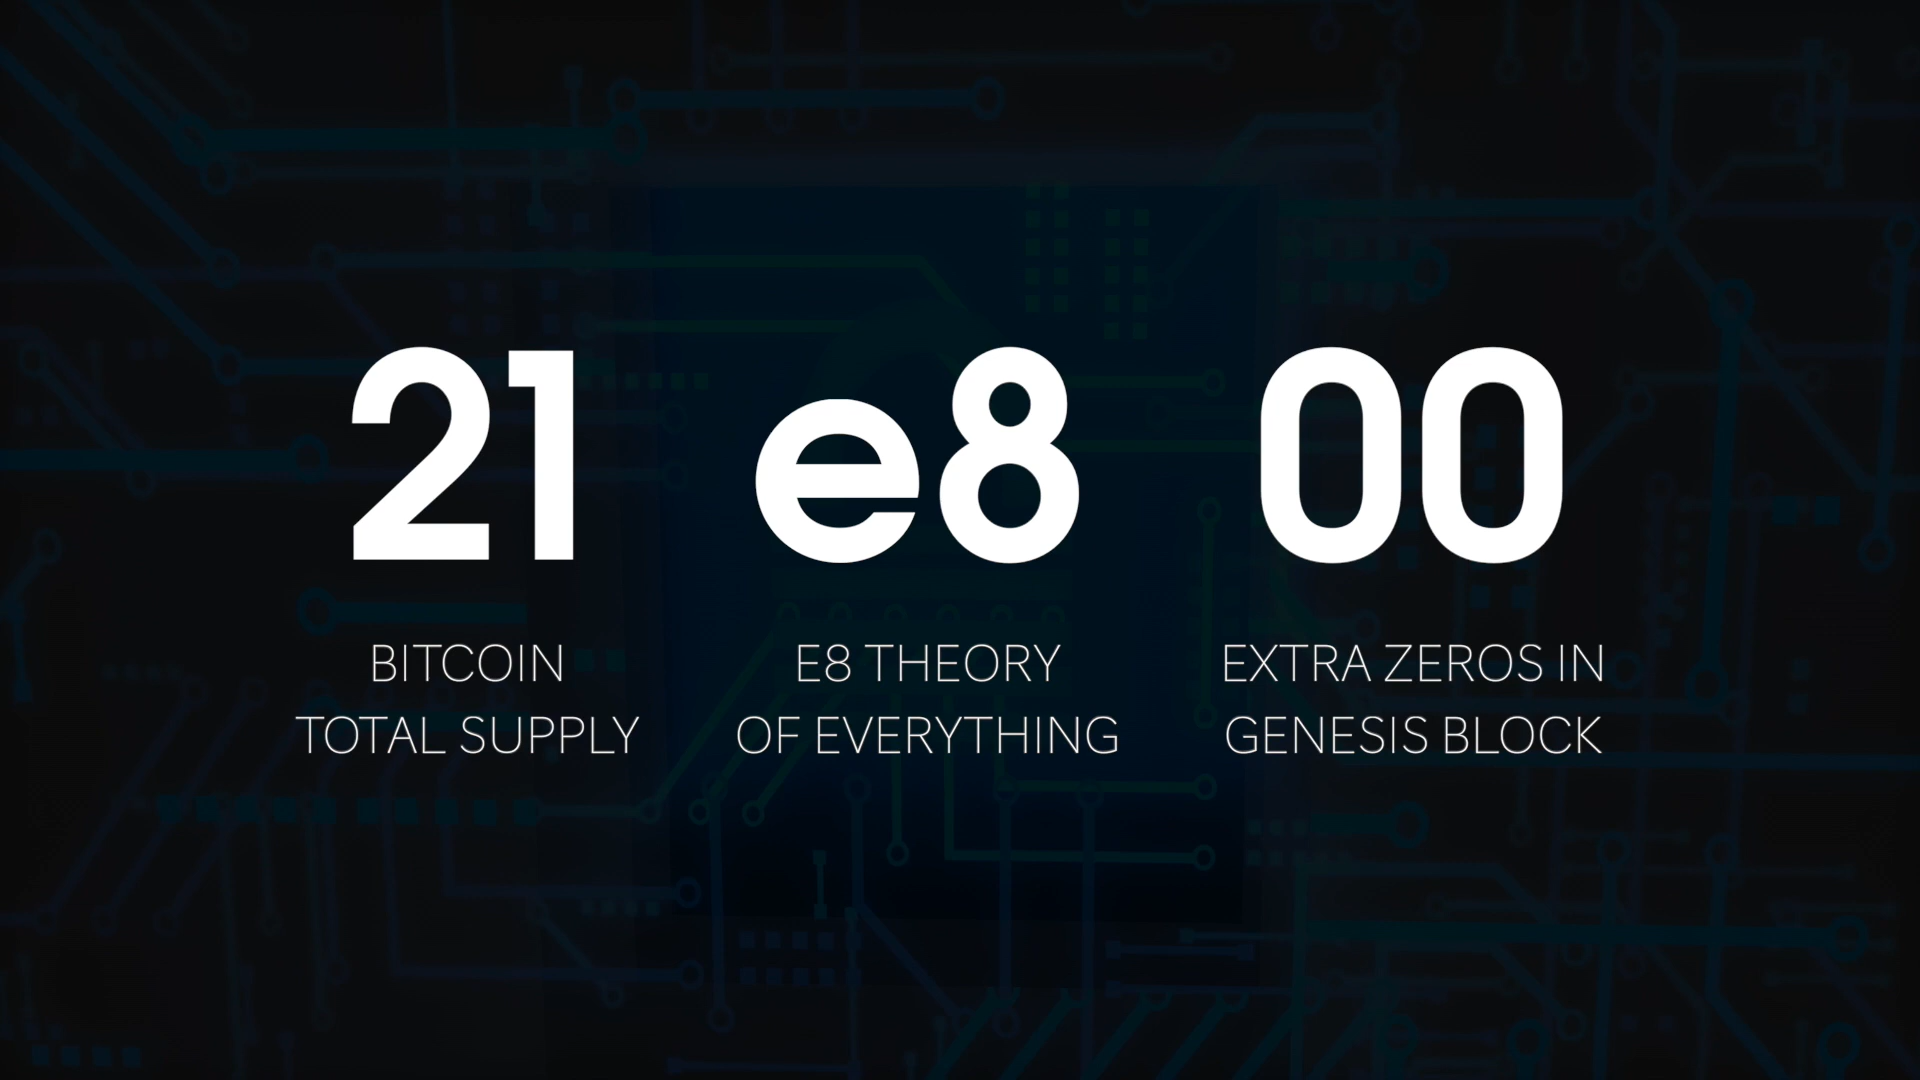 21 e8 00
BITCOIN
TOTAL SUPPLY
E8 THEORY
OF EVERYTHING
EXTRA ZEROS IN
GENESIS BLOCK